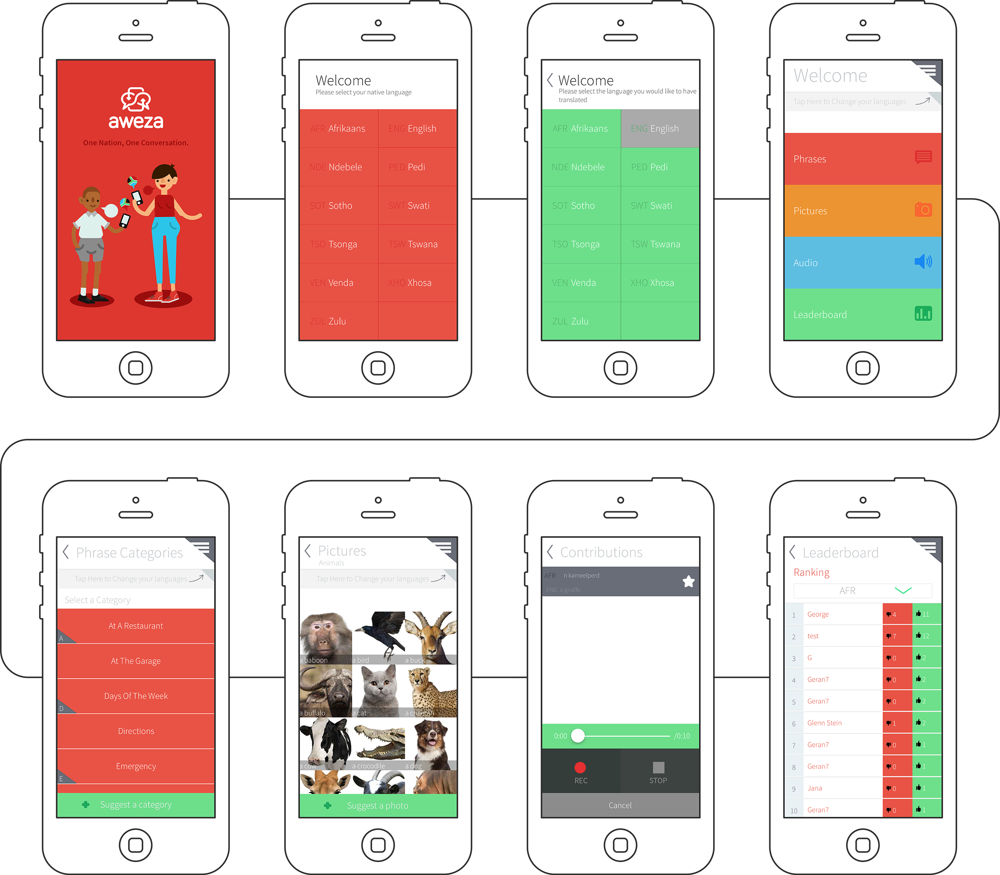 aweza
One Nation, One Conversation.
Welcome
Please select your native language
AFR Afrikaans
ENG English
NDE Ndebele
PED Pedi
SOT Sotho
SWT Swati
TSO Tsonga
TSW Tswana
VEN Venda
XHO Xhosa
ZUL Zulu
Welcome
Please select the language you would like to have
translated
AFR Afrikaans
ENG English
NDE Ndebele
PED Pedi
SOT Sotho
SWT Swati
TSO Tsonga
TSW Tswana
VEN Venda
XHO Xhosa
ZUL Zulu
Welcome
Tap Here to Change your languages
Phrases
Pictures
Audio
Leaderboard
Phrase Categories
Tap Here to Change your languages
Select a Category
At A Restaurant
A
At The Garage
Days Of The Week
D
Directions
Emergency
E
Suggest a category
Pictures
Animals
Tap Here to Change your languages
a baboon
a bird
a buck
a buffalo
a cat
a cheetah
a cow
a crocodile
a dog
Suggest a photo
Contributions
AFR n kameelperd
ENG a giraffe
0:00 /0:10
REC
STOP
Cancel
Leaderboard
Ranking
AFR
1 George 4 11
2 test 7 12
3 G 0 2
4 Geran7 0 2
5 Geran7 0 2
6 Glenn Stein 1 2
7 Geran7 0 1
8 Geran7 0 1
9 Jana 0 1
10 Geran7 0 1